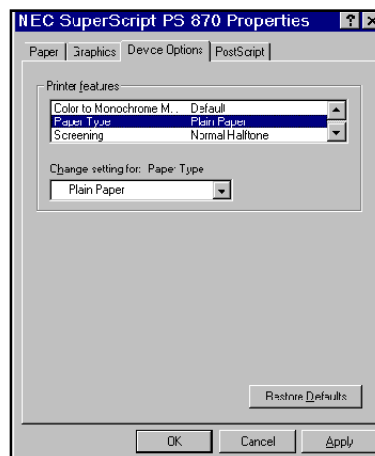 NEC SuperScript PS 870 Properties
Paper Graphics Device Options PostScript
Printer features
Color to Monochrome M... Default
Paper Type Plain Paper
Screening Normal Halftone
Change setting for: Paper Type
Plain Paper
Restore Defaults
OK Cancel Apply